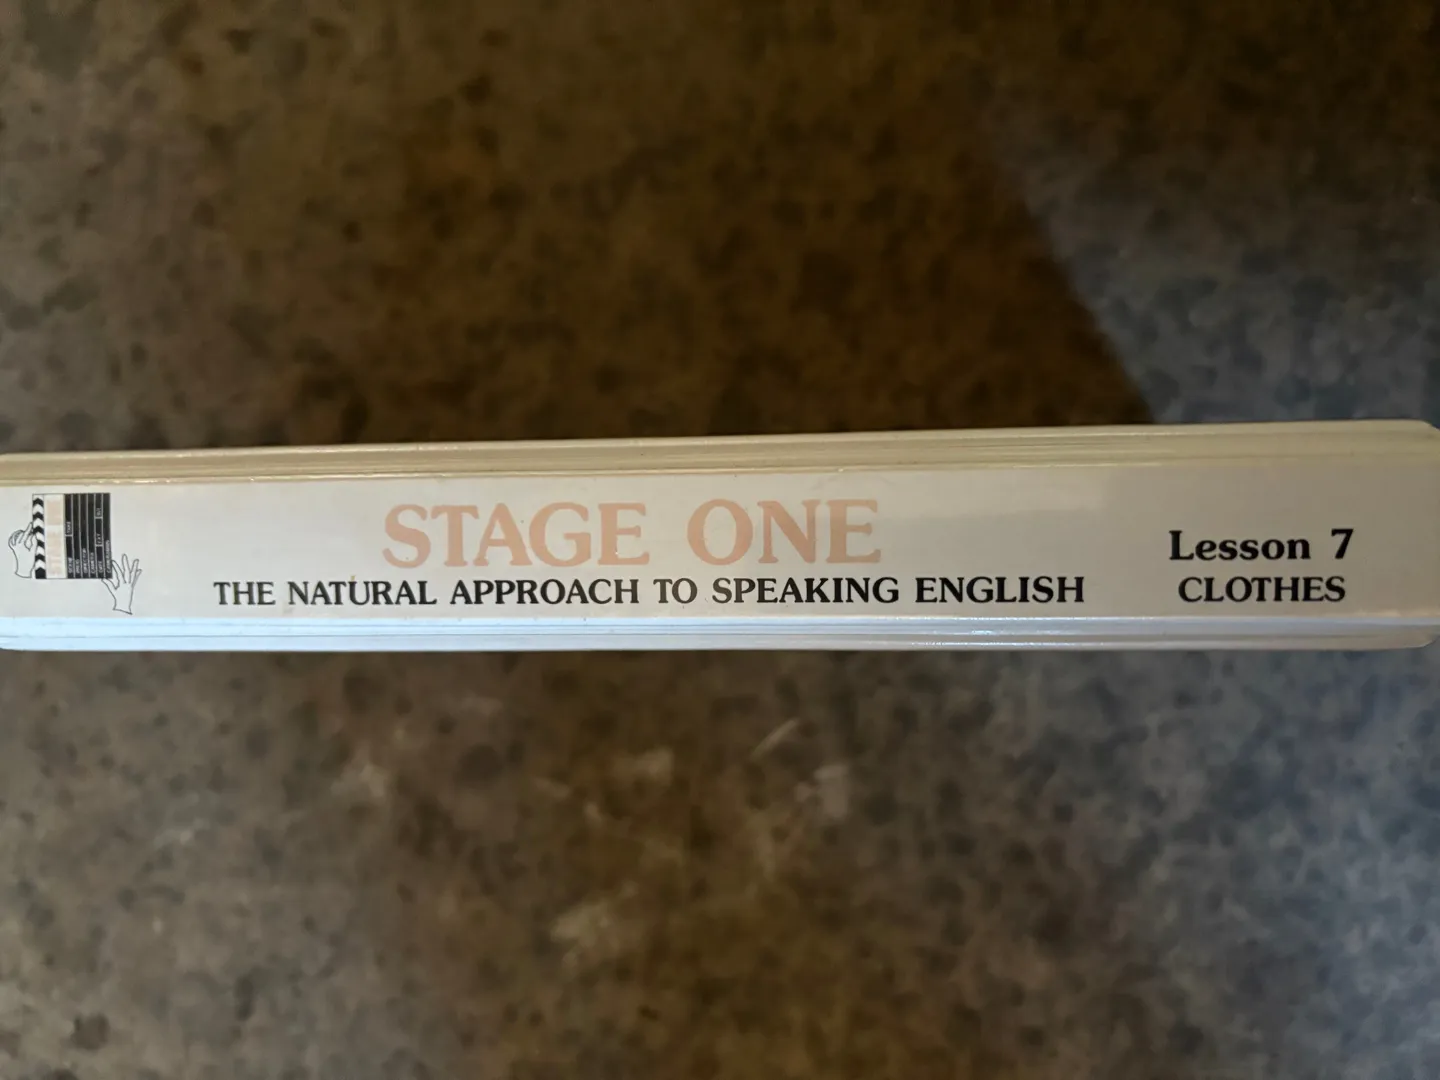 STAGE ONE
THE NATURAL APPROACH TO SPEAKING ENGLISH
Lesson 7
CLOTHES